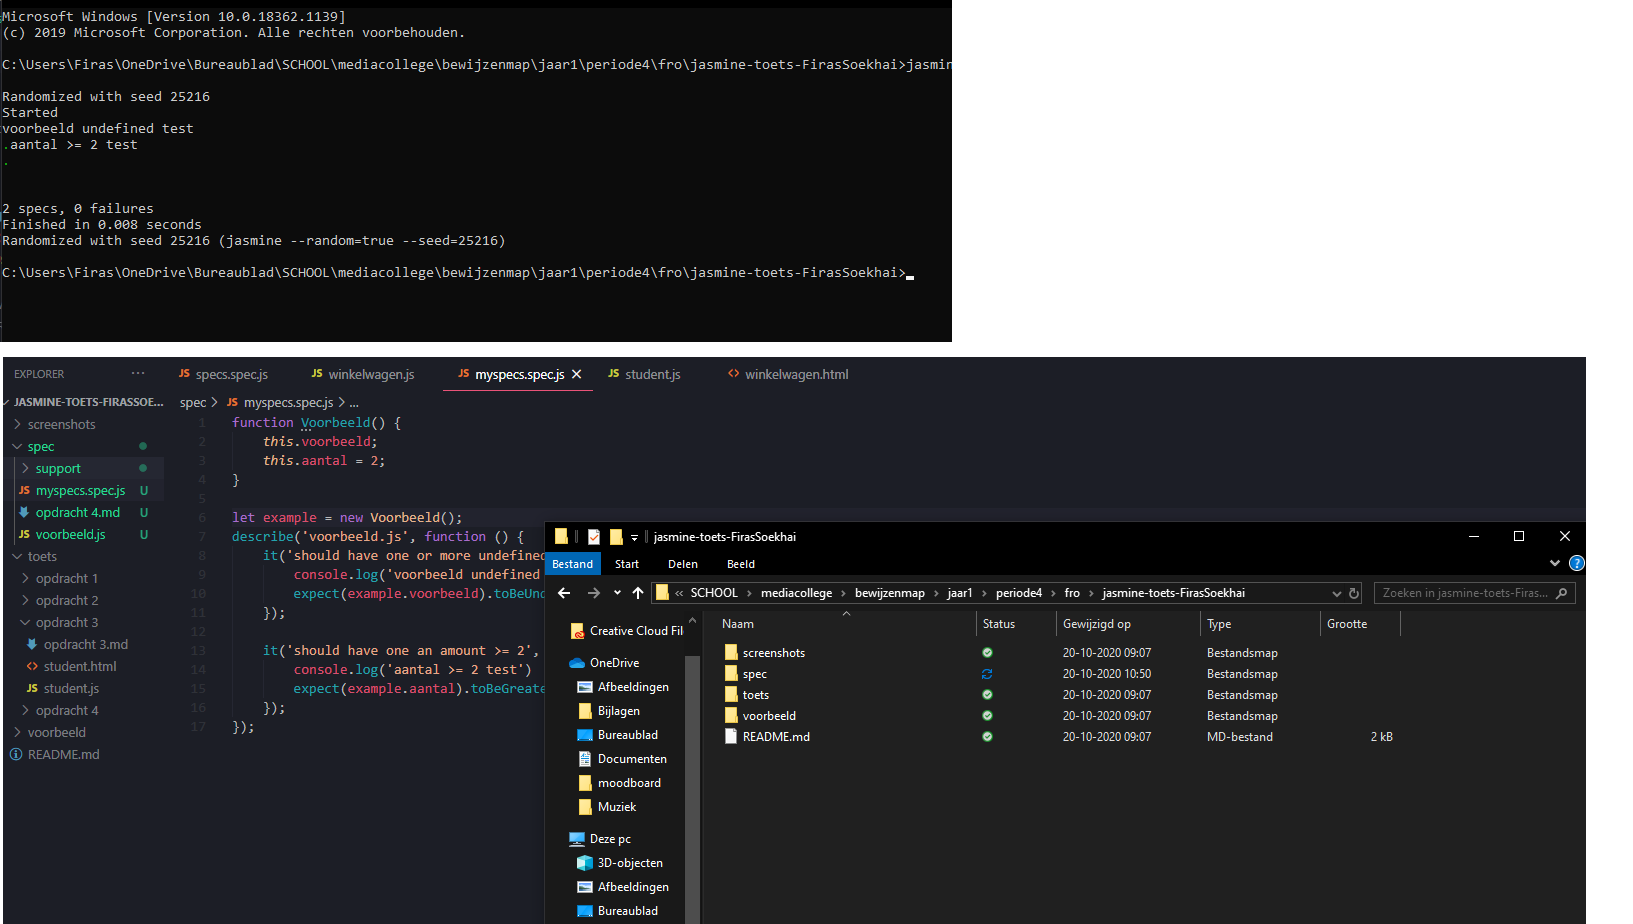 Microsoft Windows [Version 10.0.18362.1139]
(c) 2019 Microsoft Corporation. Alle rechten voorbehouden.
C:\Users\Firas\OneDrive\Bureaublad\SCHOOL\mediacollege\bewijzenmap\jaar1\periode4\fro\jasmine-toets-FirasSoekhai>jasmin
Randomized with seed 25216
Started
voorbeeld undefined test
.aantal >= 2 test
.
2 specs, 0 failures
Finished in 0.008 seconds
Randomized with seed 25216 (jasmine --random=true --seed=25216)
C:\Users\Firas\OneDrive\Bureaublad\SCHOOL\mediacollege\bewijzenmap\jaar1\periode4\fro\jasmine-toets-FirasSoekhai>
EXPLORER ...
JASMINE-TOETS-FIRASSOE...
screenshots
spec
support
JS myspecs.spec.js U
opdracht 4.md U
JS voorbeeld.js U
toets
opdracht 1
opdracht 2
opdracht 3
opdracht 3.md
<> student.html
JS student.js
opdracht 4
voorbeeld
README.md
JS specs.spec.js JS winkelwagen.js JS myspecs.spec.js JS student.js <> winkelwagen.html
spec > JS myspecs.spec.js > ...
1 function Voorbeeld() {
2 this.voorbeeld;
3 this.aantal = 2;
4 }
5
6 let example = new Voorbeeld();
7 describe('voorbeeld.js', function () {
8 it('should have one or more undefined
9 console.log('voorbeeld undefined
10 expect(example.voorbeeld).toBeUnd
11 });
12
13 it('should have one an amount >= 2',
14 console.log('aantal >= 2 test')
15 expect(example.aantal).toBeGreate
16 });
17 });
jasmine-toets-FirasSoekhai
Bestand Start Delen Beeld
« SCHOOL > mediacollege > bewijzenmap > jaar1 > periode4 > fro > jasmine-toets-FirasSoekhai
Zoeken in jasmine-toets-Firas...
Creative Cloud Fil
OneDrive
Afbeeldingen
Bijlagen
Bureaublad
Documenten
moodboard
Muziek
Deze pc
3D-objecten
Afbeeldingen
Bureaublad
Naam Status Gewijzigd op Type Grootte
screenshots 20-10-2020 09:07 Bestandsmap
spec 20-10-2020 10:50 Bestandsmap
toets 20-10-2020 09:07 Bestandsmap
voorbeeld 20-10-2020 09:07 Bestandsmap
README.md 20-10-2020 09:07 MD-bestand 2 kB